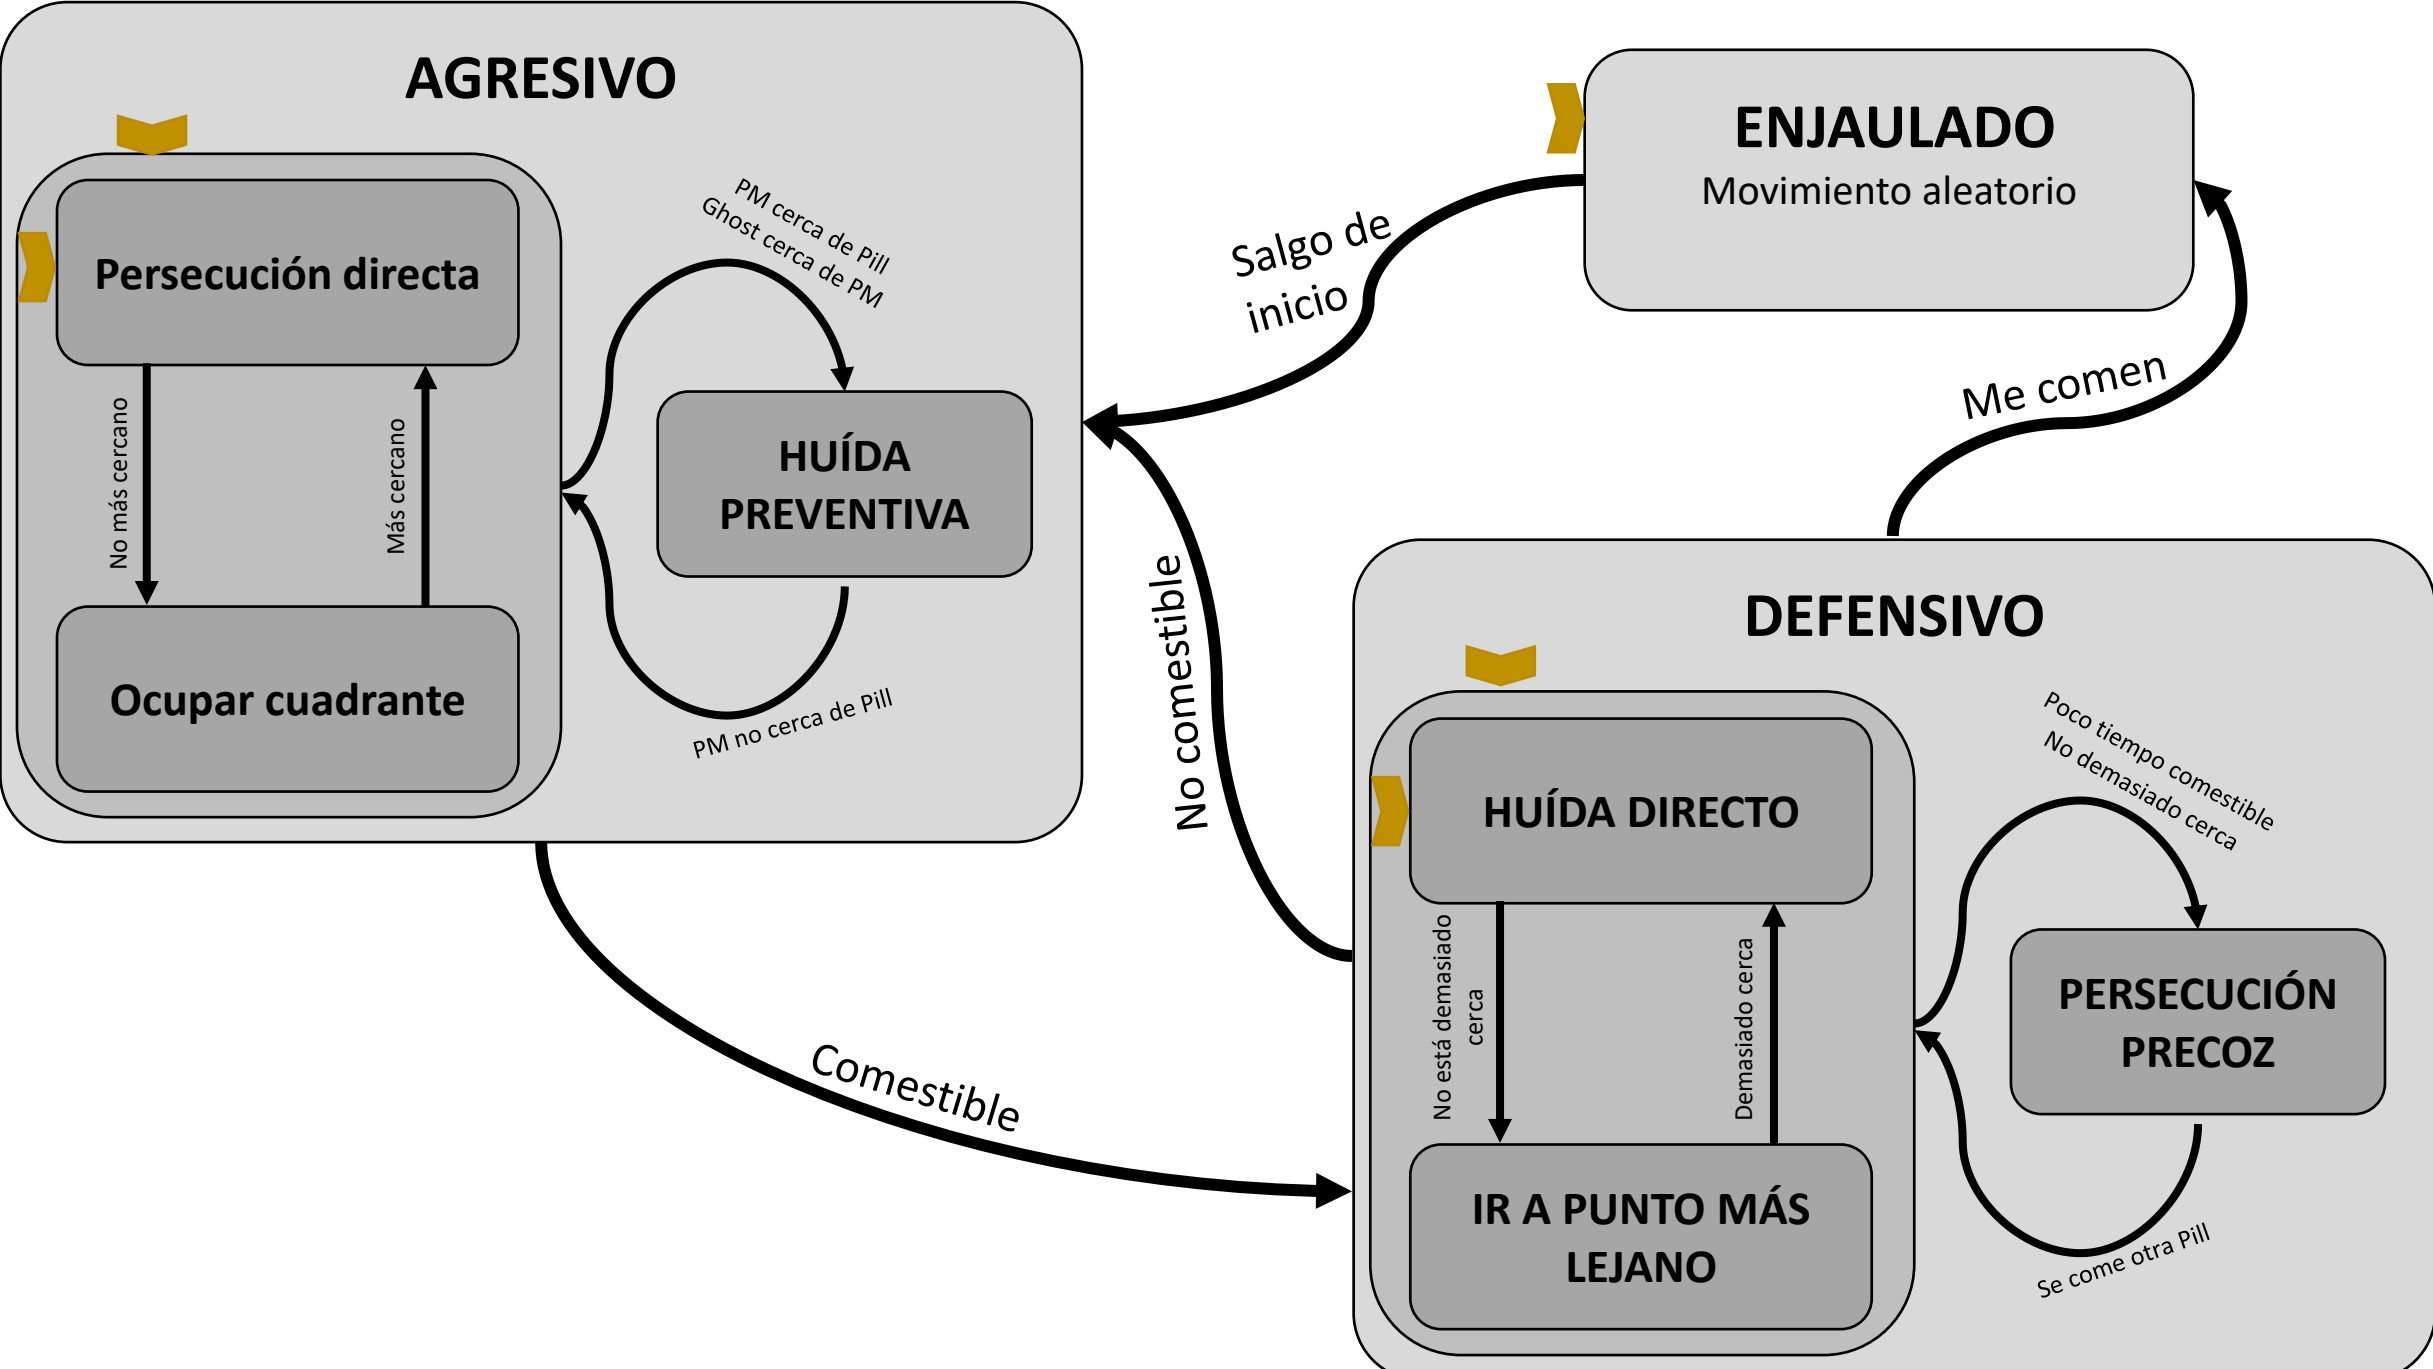 AGRESIVO
Persecución directa
No más cercano
Más cercano
Ocupar cuadrante
PM cerca de Pill
Ghost cerca de PM
HUÍDA
PREVENTIVA
PM no cerca de Pill
Salgo de
inicio
ENJAULADO
Movimiento aleatorio
Me comen
No comestible
Comestible
DEFENSIVO
HUÍDA DIRECTO
No está demasiado
cerca
Demasiado cerca
IR A PUNTO MÁS
LEJANO
Poco tiempo comestible
No demasiado cerca
PERSECUCIÓN
PRECOZ
Se come otra Pill